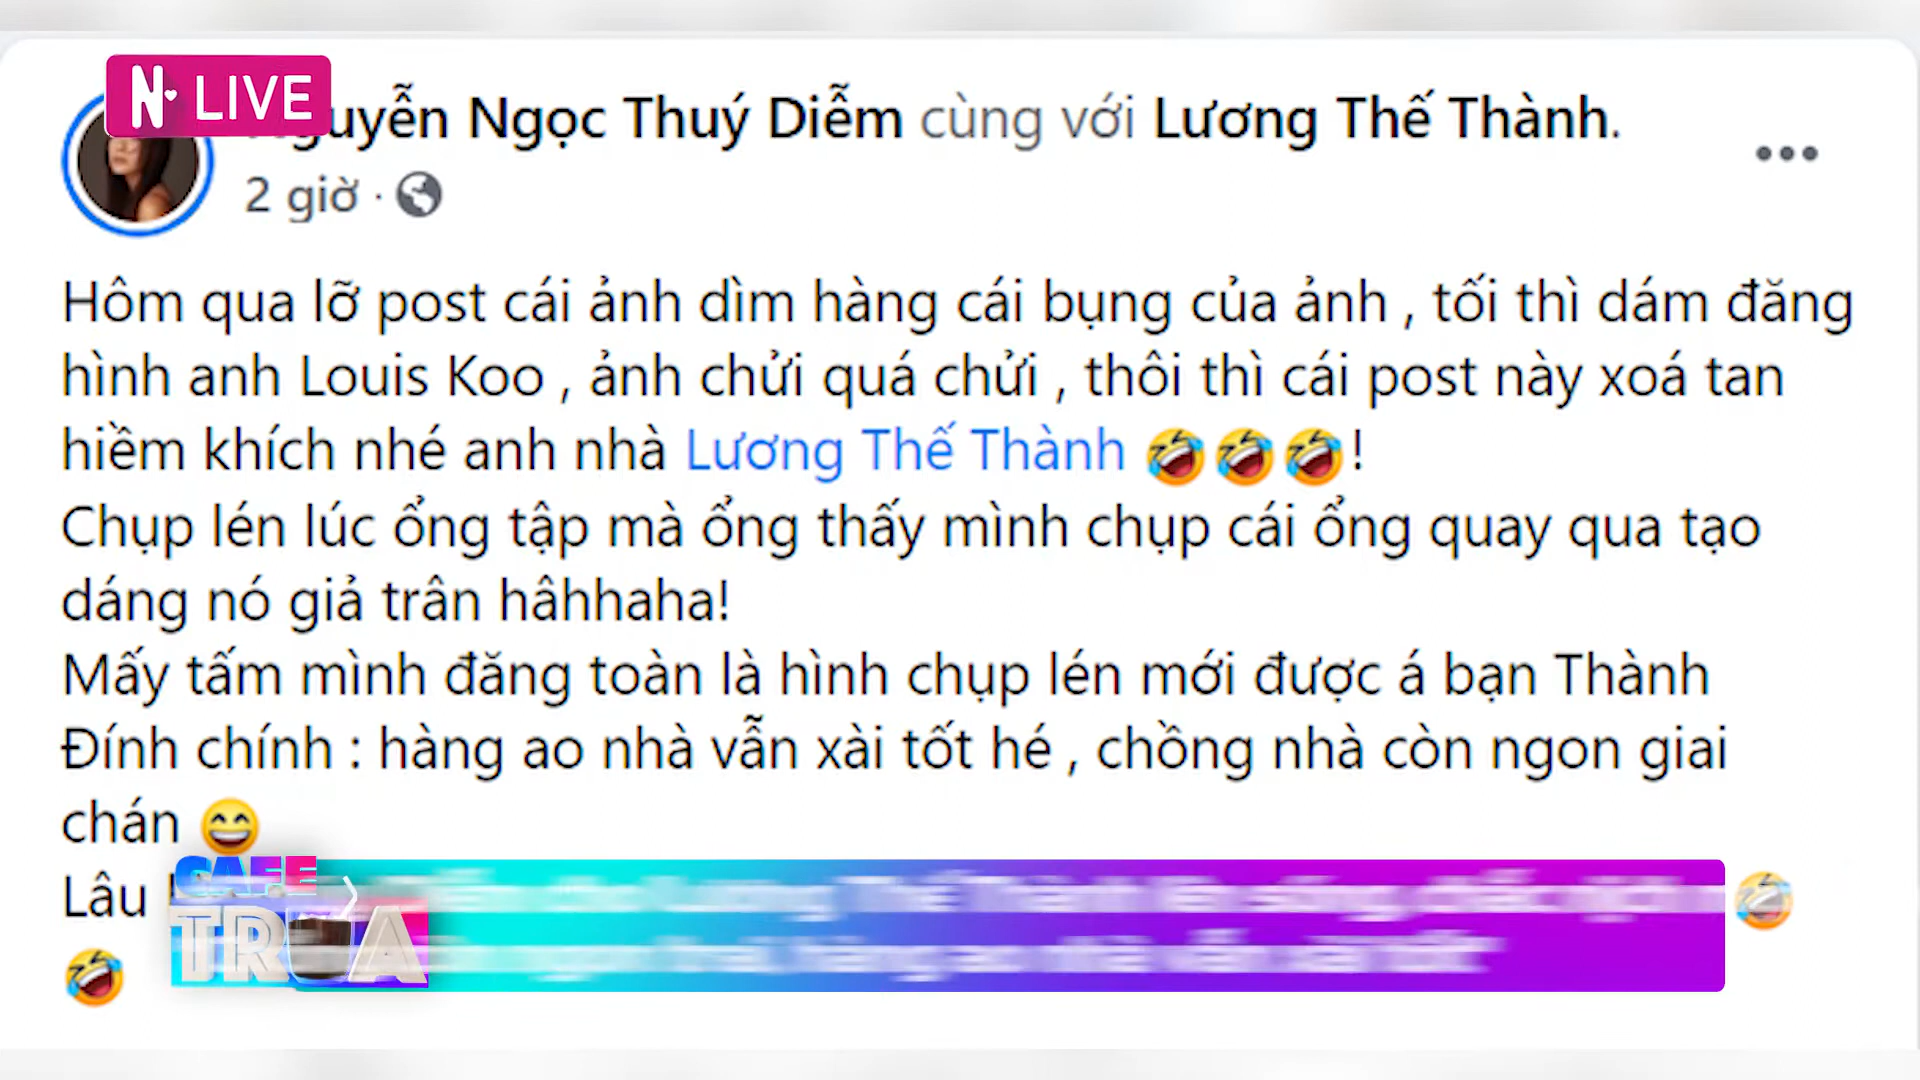 N LIVE
uyễn Ngọc Thuý Diễm cùng với Lương Thế Thành.
2 giờ ·
Hôm qua lỡ post cái ảnh dìm hàng cái bụng của ảnh , tối thì dám đăng
hình anh Louis Koo , ảnh chửi quá chửi , thôi thì cái post này xoá tan
hiềm khích nhé anh nhà Lương Thế Thành 🤣🤣🤣!
Chụp lén lúc ổng tập mà ổng thấy mình chụp cái ổng quay qua tạo
dáng nó giả trân hâhhaha!
Mấy tấm mình đăng toàn là hình chụp lén mới được á bạn Thành
Đính chính : hàng ao nhà vẫn xài tốt hé , chồng nhà còn ngon giai
chán 😄
Lâu 🤣
🤣
CAFE
TRƯA